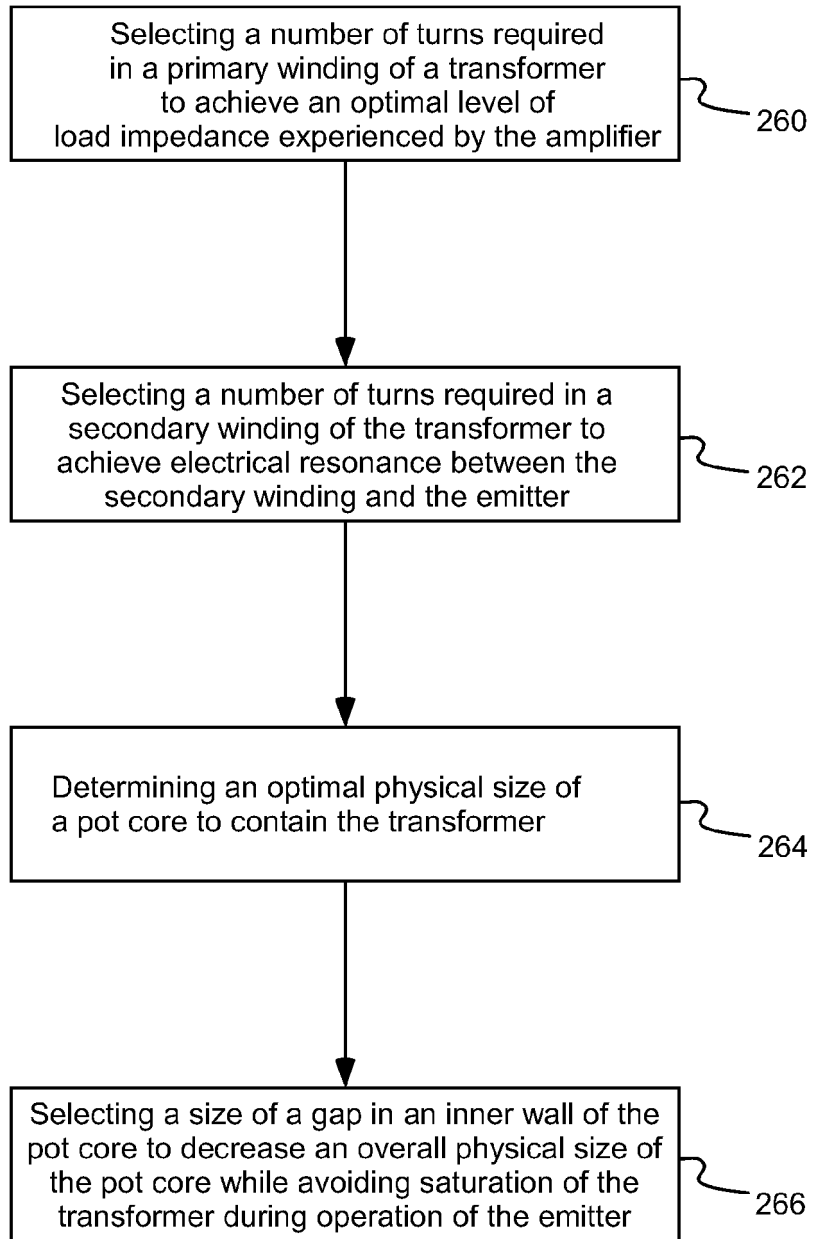 Selecting a number of turns required
in a primary winding of a transformer
to achieve an optimal level of
load impedance experienced by the amplifier
260
Selecting a number of turns required in a
secondary winding of the transformer to
achieve electrical resonance between the
secondary winding and the emitter
262
Determining an optimal physical size of
a pot core to contain the transformer
264
Selecting a size of a gap in an inner wall of the
pot core to decrease an overall physical size of
the pot core while avoiding saturation of the
transformer during operation of the emitter
266